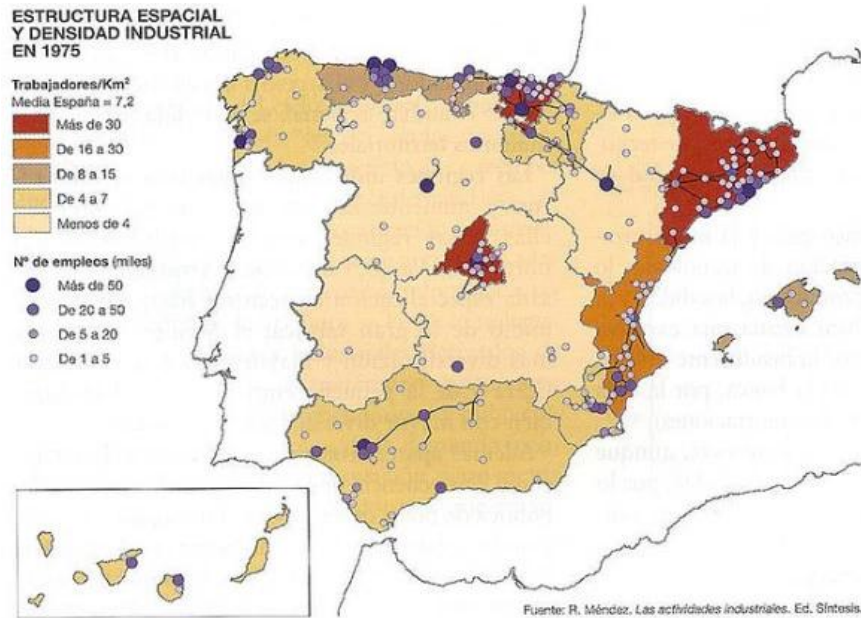 ESTRUCTURA ESPACIAL
Y DENSIDAD INDUSTRIAL
EN 1975
Trabajadores/Km²
Media España = 7,2
Más de 30
De 16 a 30
De 8 a 15
De 4 a 7
Menos de 4
Nº de empleos (miles)
Más de 50
De 20 a 50
De 5 a 20
De 1 a 5
Fuente: R. Méndez. Las actividades industriales. Ed. Síntesis.